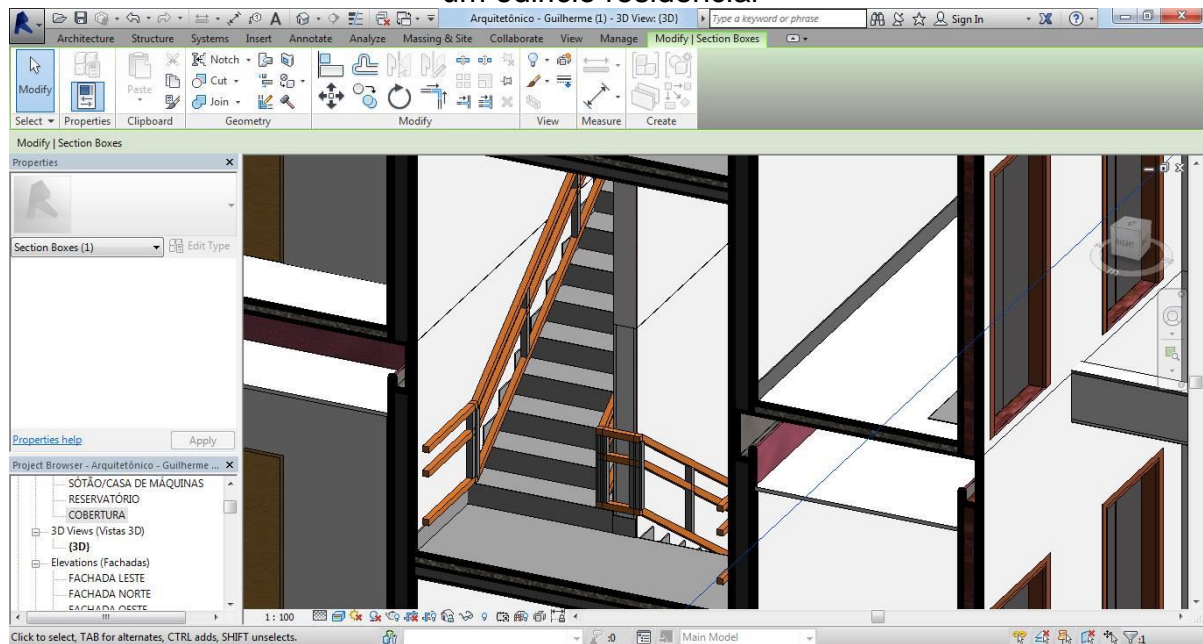 um edifício residencial
Arquitetônico - Guilherme (1) - 3D View: {3D}
Type a keyword or phrase
Sign In
Architecture Structure Systems Insert Annotate Analyze Massing & Site Collaborate View Manage Modify | Section Boxes
Modify
Paste
Notch
Cut
Join
Select Properties Clipboard Geometry Modify View Measure Create
Modify | Section Boxes
Properties
Section Boxes (1)
Edit Type
Properties help
Apply
Project Browser - Arquitetônico - Guilherme ...
SÓTÃO/CASA DE MÁQUINAS
RESERVATÓRIO
COBERTURA
3D Views (Vistas 3D)
{3D}
Elevations (Fachadas)
FACHADA LESTE
FACHADA NORTE
FACHADA OESTE
RIGHT
1 : 100
Click to select, TAB for alternates, CTRL adds, SHIFT unselects.
:0
Main Model
:1